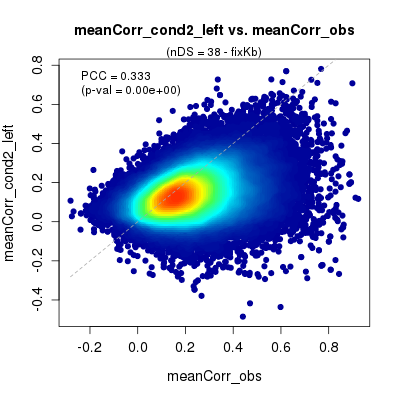 meanCorr_cond2_left vs. meanCorr_obs
(nDS = 38 - fixKb)
PCC = 0.333
(p-val = 0.00e+00)
meanCorr_cond2_left
0.8
0.6
0.4
0.2
0.0
-0.2
-0.4
-0.2 0.0 0.2 0.4 0.6 0.8
meanCorr_obs